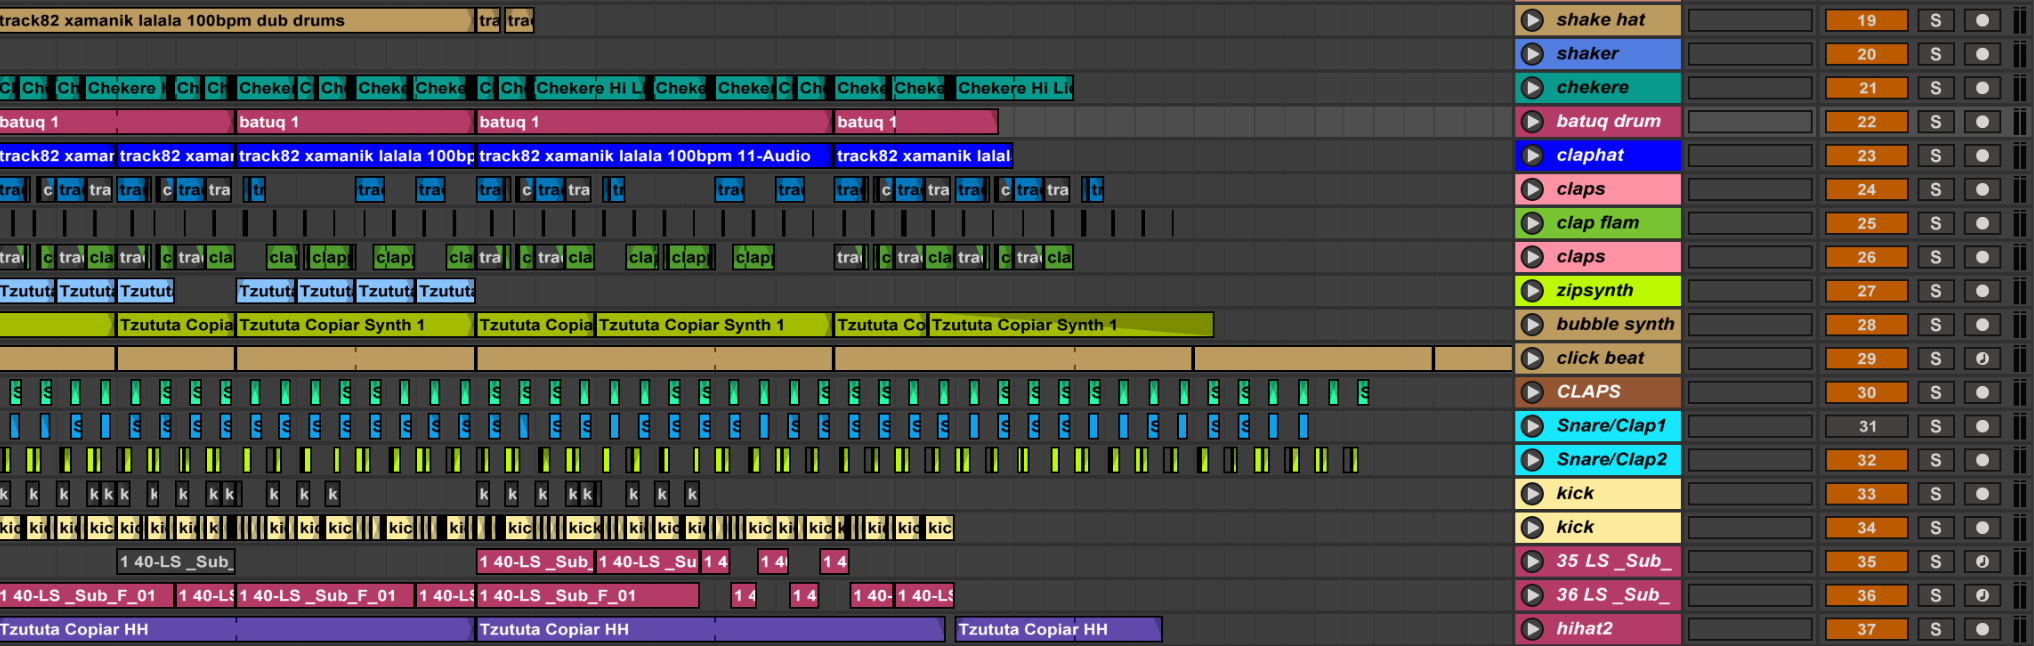 track82 xamanik lalala 100bpm dub drums tra tra shake hat 19 S
shaker 20 S
Che Ch Chekere Ch Ch Cheke C Ch Cheke Cheke C Ch Chekere Hi L Cheke Cheke C Ch Cheke Cheke Chekere Hi Li chekere 21 S
batuq 1 batuq 1 batuq 1 batuq 1 batuq drum 22 S
track82 xamar track82 xamar track82 xamanik lalala 100bp track82 xamanik lalala 100bpm 11-Audio track82 xamanik lalal claphat 23 S
tra c tra tra tra c tra tra tr tra tra tra c tra tra tr tra tra tra c tra tra tra c tra tra tr claps 24 S
clap flam 25 S
tra c tra cla tra c tra cla cla clap clap cla tra c tra cla cla clap clap tra c tra cla tra c tra cla claps 26 S
Tzututa Tzututa Tzutut Tzututa Tzututa Tzututa Tzututa zipsynth 27 S
Tzututa Copia Tzututa Copiar Synth 1 Tzututa Copia Tzututa Copiar Synth 1 Tzututa Co Tzututa Copiar Synth 1 bubble synth 28 S
click beat 29 S
CLAPS 30 S
Snare/Clap1 31 S
Snare/Clap2 32 S
k k k k k k k k k k k k k k k k k k k k k kick 33 S
kic ki ki kic kic ki kic k ki kic kic kic ki kic kick kic kic ki kic ki kic k ki kic kic kick 34 S
1 40-LS _Sub_ 1 40-LS _Sub_ 1 40-LS _Su 1 4 1 4 1 4 35 LS _Sub_ 35 S
1 40-LS _Sub_F_01 1 40-LS 1 40-LS _Sub_F_01 1 40-LS 1 40-LS _Sub_F_01 1 4 1 4 1 40- 1 40-LS 36 LS _Sub_ 36 S
Tzututa Copiar HH Tzututa Copiar HH Tzututa Copiar HH hihat2 37 S